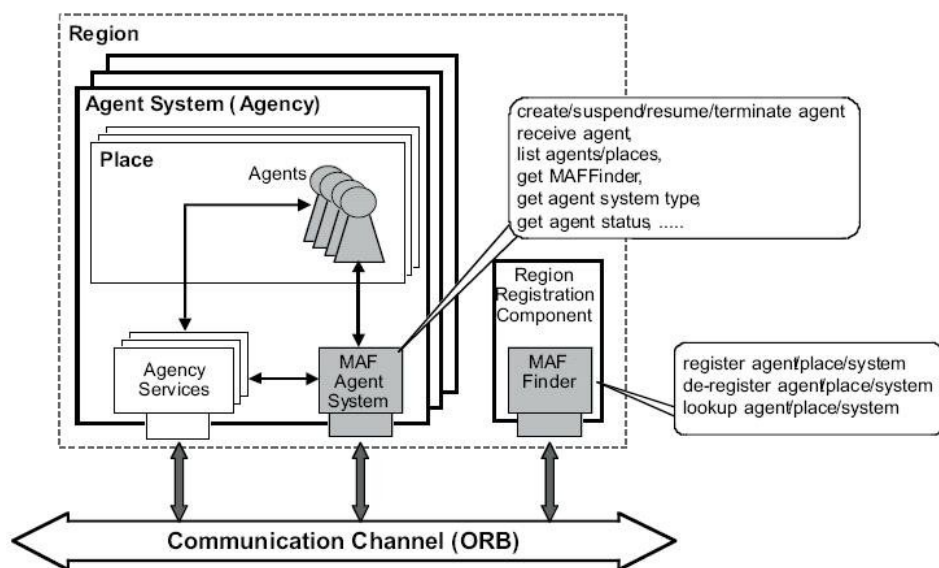 Region
Agent System (Agency)
Place
Agents
create/suspend/resume/terminate agent
receive agent,
list agents/places,
get MAFFinder,
get agent system type,
get agent status, .....
Region
Registration
Component
Agency
Services
MAF
Agent
System
MAF
Finder
register agent/place/system
de-register agent/place/system
lookup agent/place/system
Communication Channel (ORB)